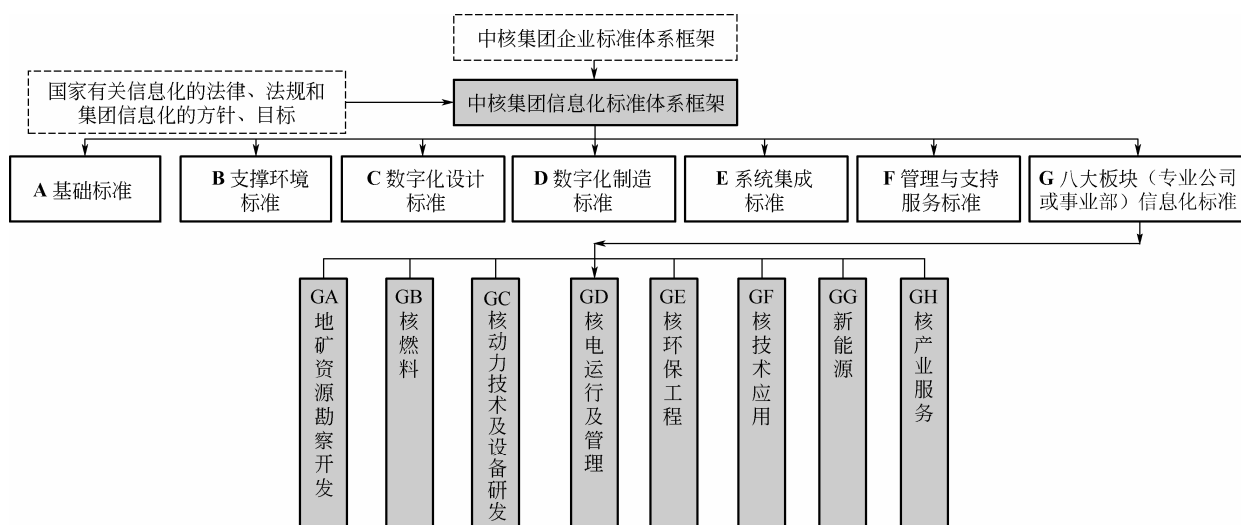 中核集团企业标准体系框架
国家有关信息化的法律、法规和
集团信息化的方针、目标
中核集团信息化标准体系框架
A 基础标准
B 支撑环境
标准
C 数字化设计
标准
D 数字化制造
标准
E 系统集成
标准
F 管理与支持
服务标准
G 八大板块（专业公司
或事业部）信息化标准
GA
地矿资源勘察开发
GB
核燃料
GC
核动力技术及设备研发
GD
核电运行及管理
GE
核环保工程
GF
核技术应用
GG
新能源
GH
核产业服务